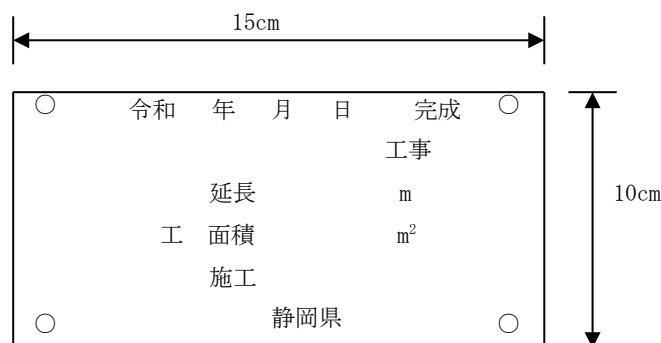 15cm
○ 令和 年 月 日 完成 ○
工事
延長 m
工 面積 m²
施工
静岡県
○ ○
10cm